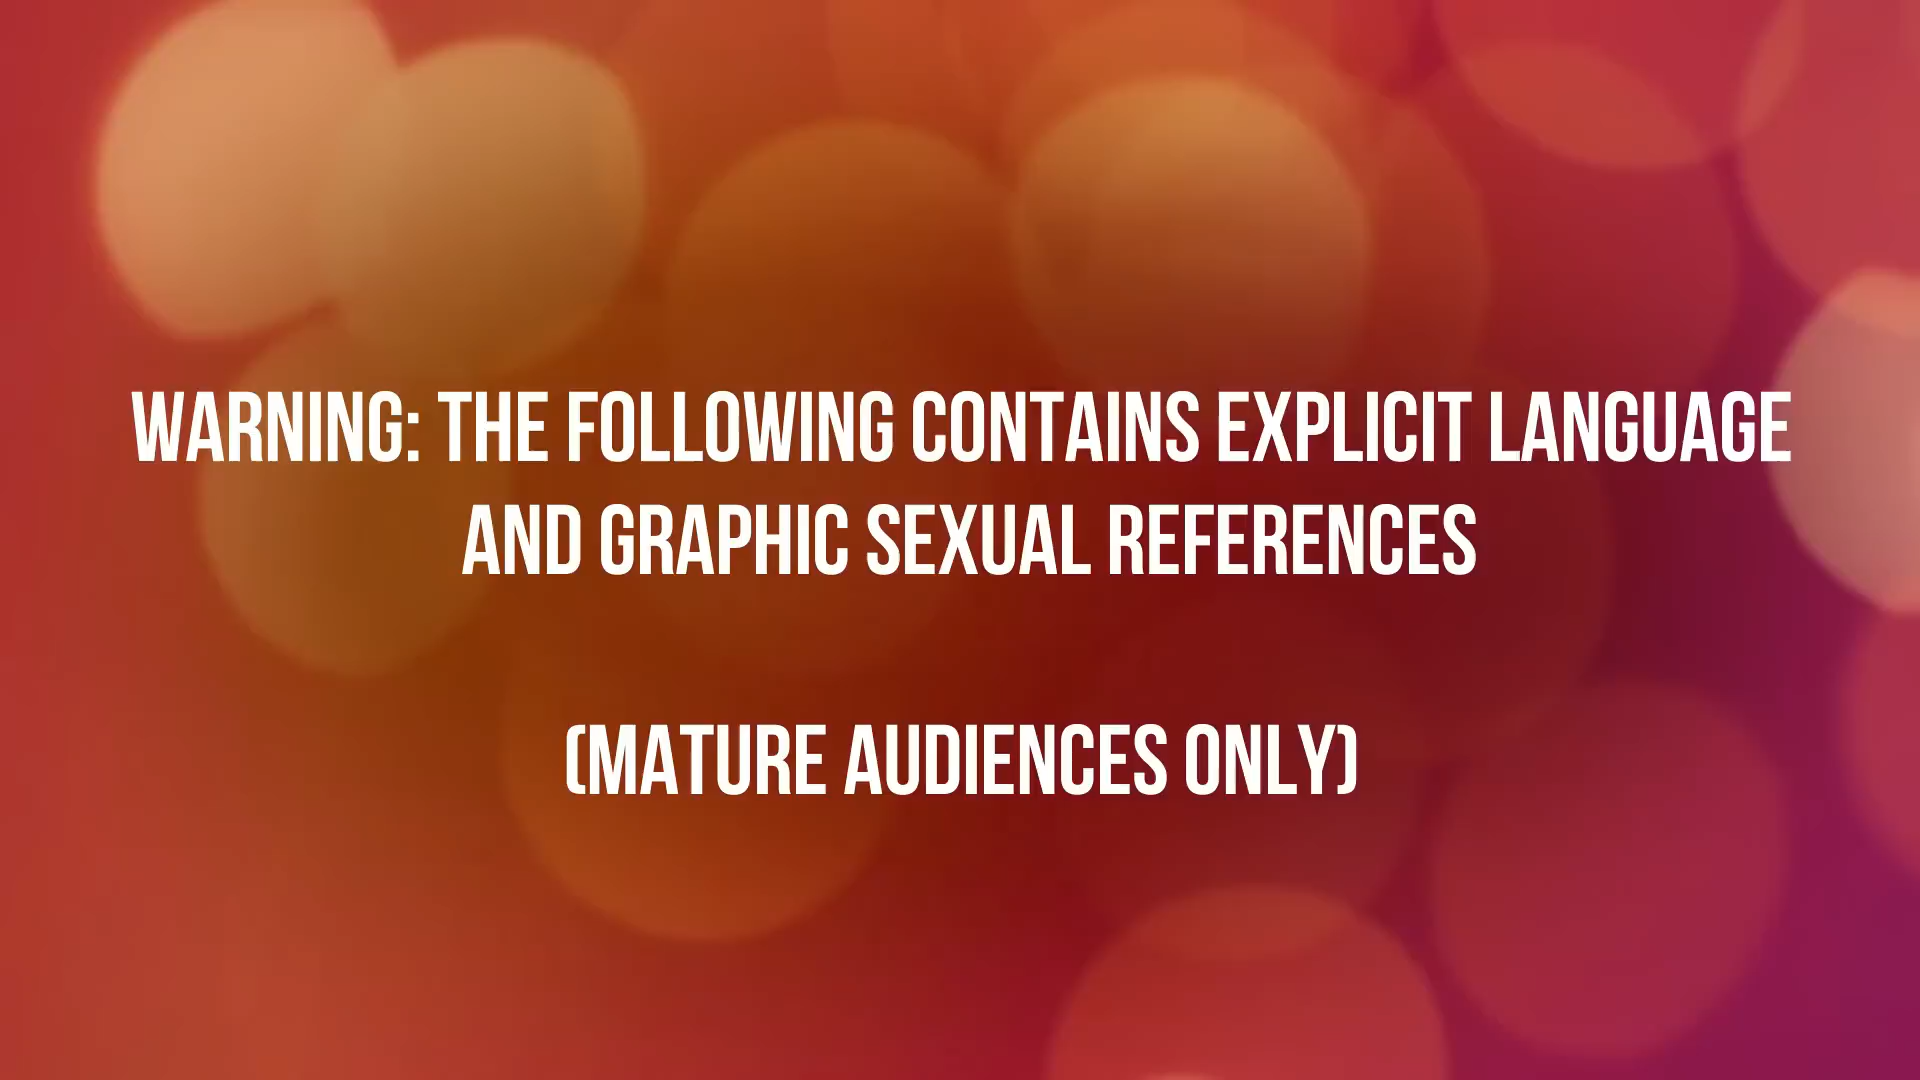 WARNING: THE FOLLOWING CONTAINS EXPLICIT LANGUAGE
AND GRAPHIC SEXUAL REFERENCES
(MATURE AUDIENCES ONLY)